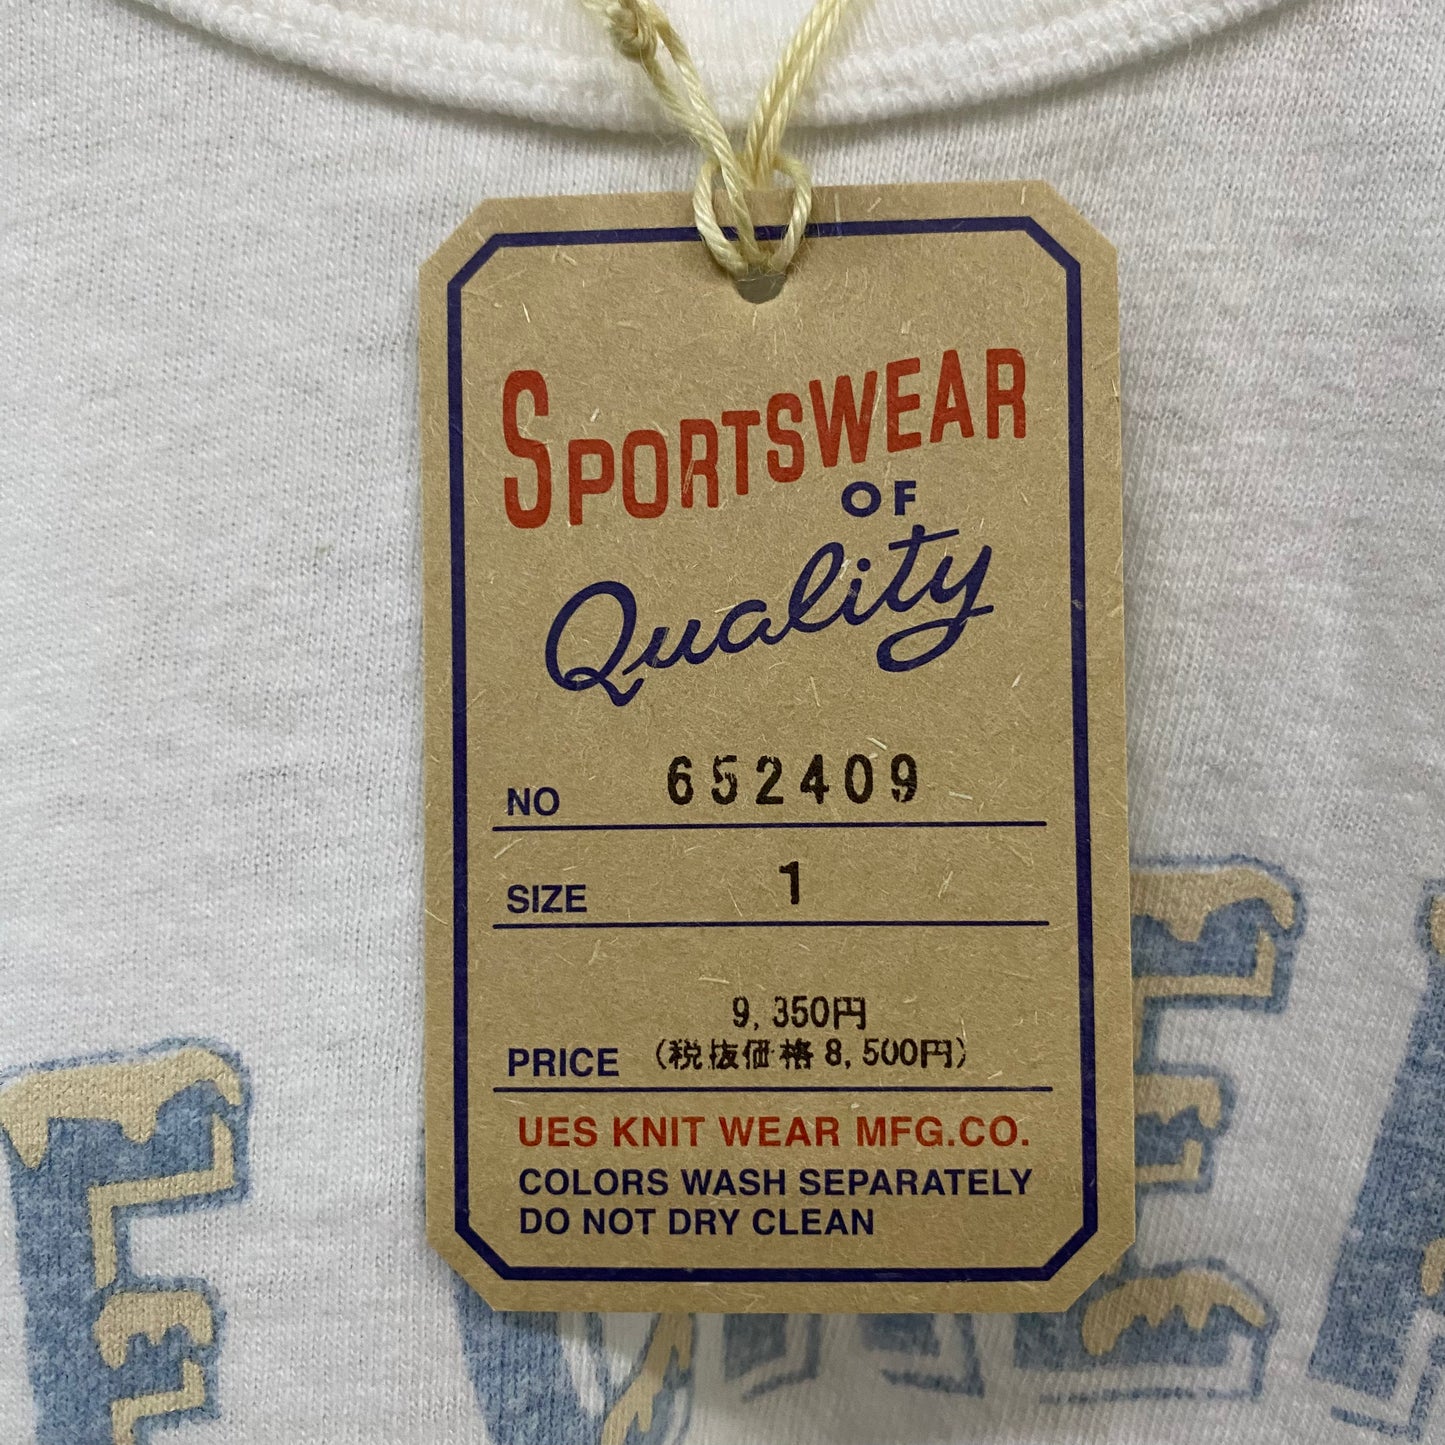 SPORTSWEAR
OF
Quality
NO 652409
SIZE 1
9,350円
PRICE (税抜価格8,500円)
UES KNIT WEAR MFG.CO.
COLORS WASH SEPARATELY
DO NOT DRY CLEAN